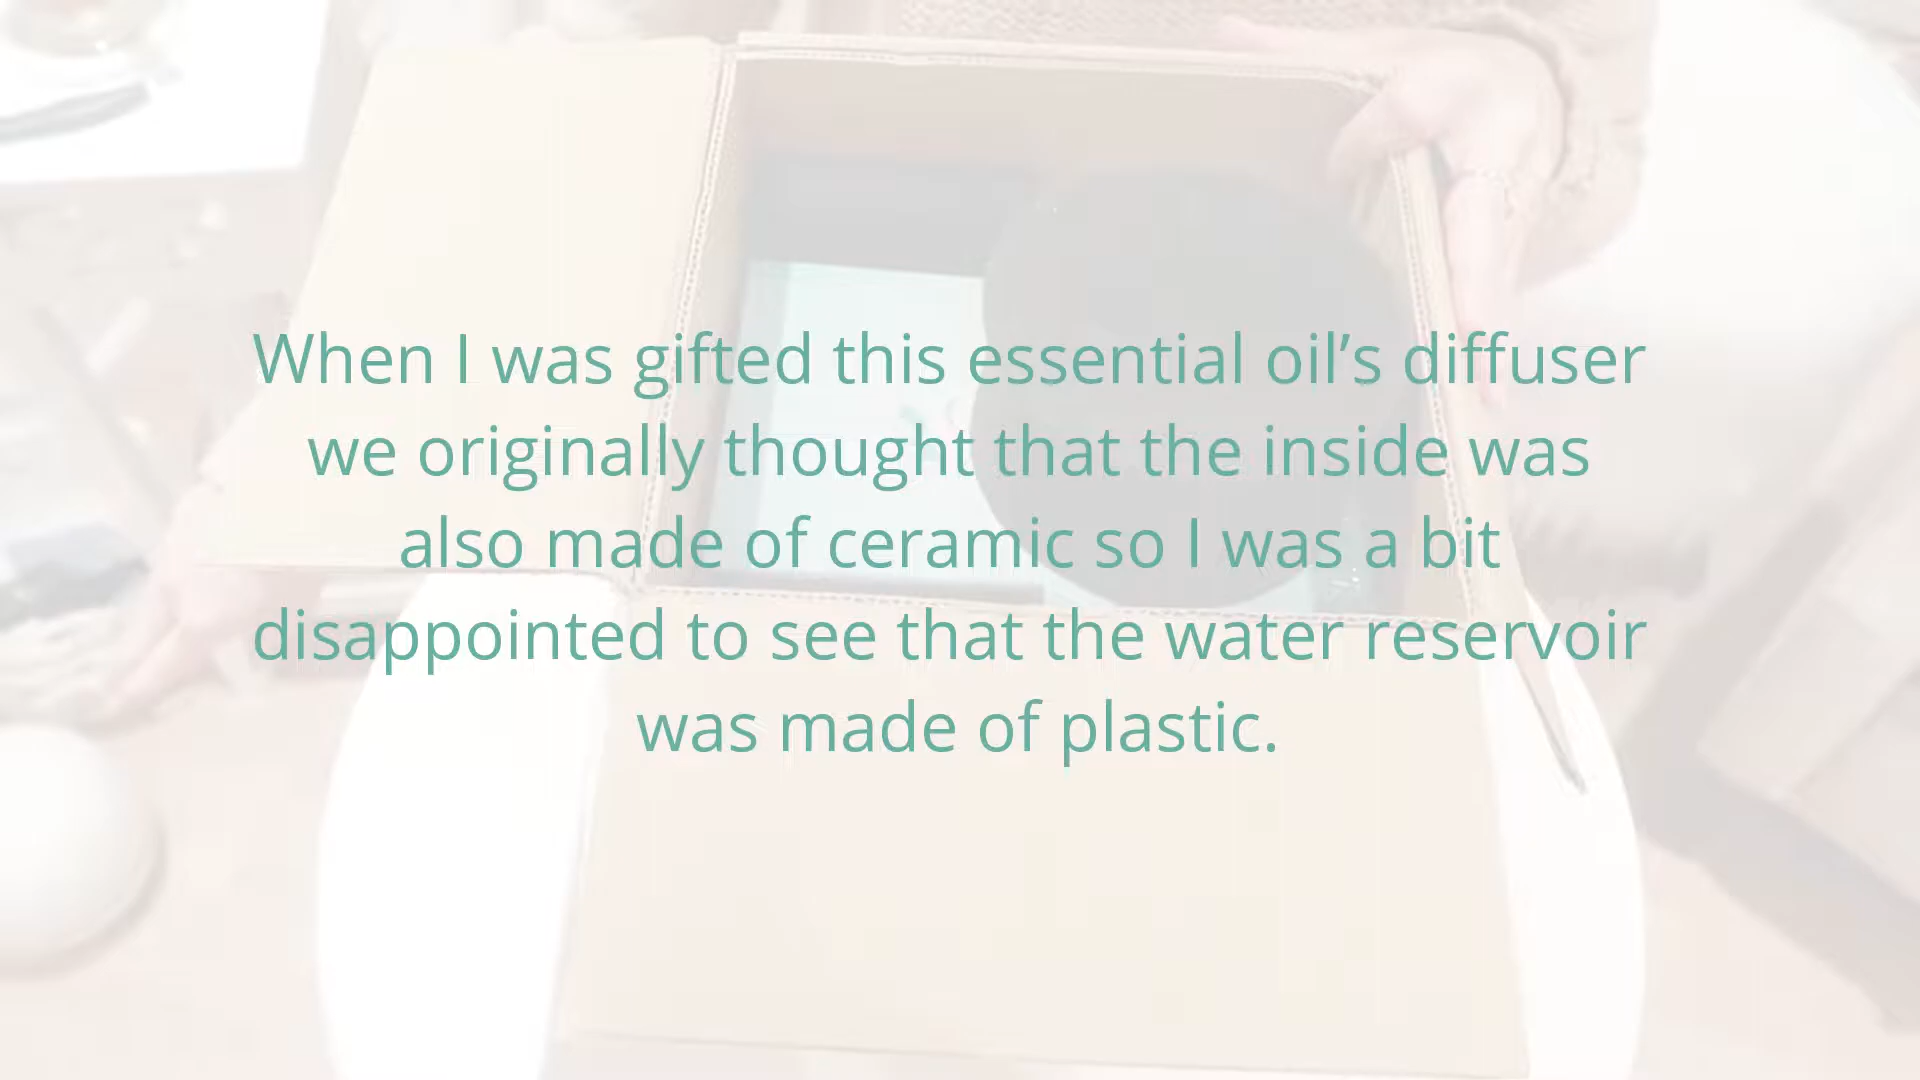 When I was gifted this essential oil’s diffuser
we originally thought that the inside was
also made of ceramic so I was a bit
disappointed to see that the water reservoir
was made of plastic.